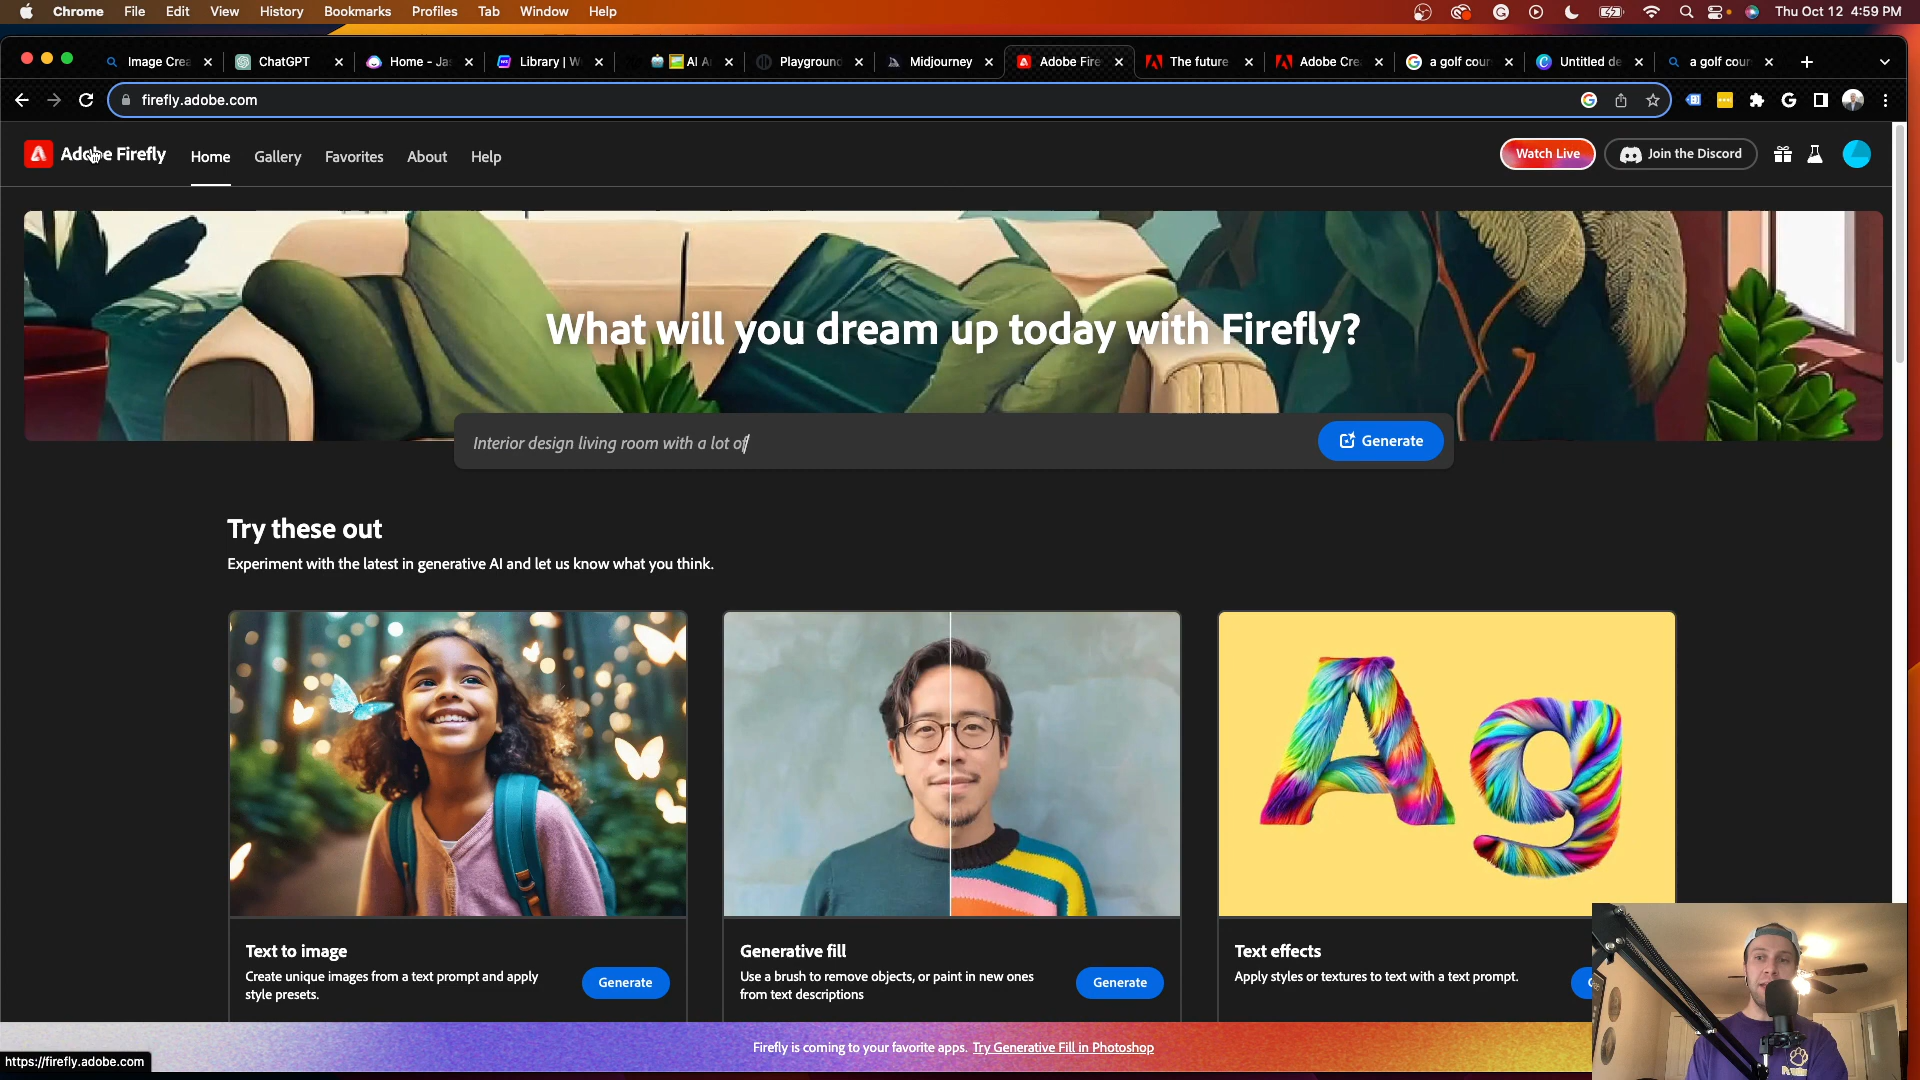 Chrome File Edit View History Bookmarks Profiles Tab Window Help Thu Oct 12 4:59 PM
Image Crea ChatGPT Home - Jas Library | W AI A Playground Midjourney Adobe Fire The future Adobe Cre a golf cour Untitled de a golf cour
firefly.adobe.com
Adobe Firefly Home Gallery Favorites About Help Watch Live Join the Discord
What will you dream up today with Firefly?
Interior design living room with a lot of
Generate
Try these out
Experiment with the latest in generative AI and let us know what you think.
Ag
Text to image
Create unique images from a text prompt and apply
style presets.
Generate
Generative fill
Use a brush to remove objects, or paint in new ones
from text descriptions
Generate
Text effects
Apply styles or textures to text with a text prompt.
Firefly is coming to your favorite apps. Try Generative Fill in Photoshop
https://firefly.adobe.com